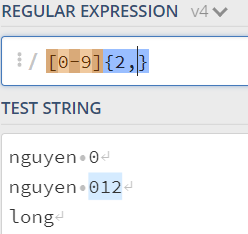 REGULAR EXPRESSION v4
/ [0-9]{2,}
TEST STRING
nguyen 0
nguyen 012
long